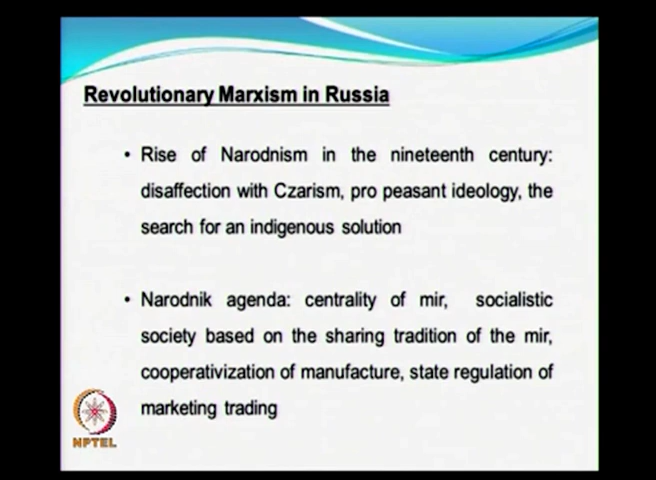 Revolutionary Marxism in Russia
• Rise of Narodnism in the nineteenth century:
disaffection with Czarism, pro peasant ideology, the
search for an indigenous solution
• Narodnik agenda: centrality of mir, socialistic
society based on the sharing tradition of the mir,
cooperativization of manufacture, state regulation of
marketing trading
NPTEL